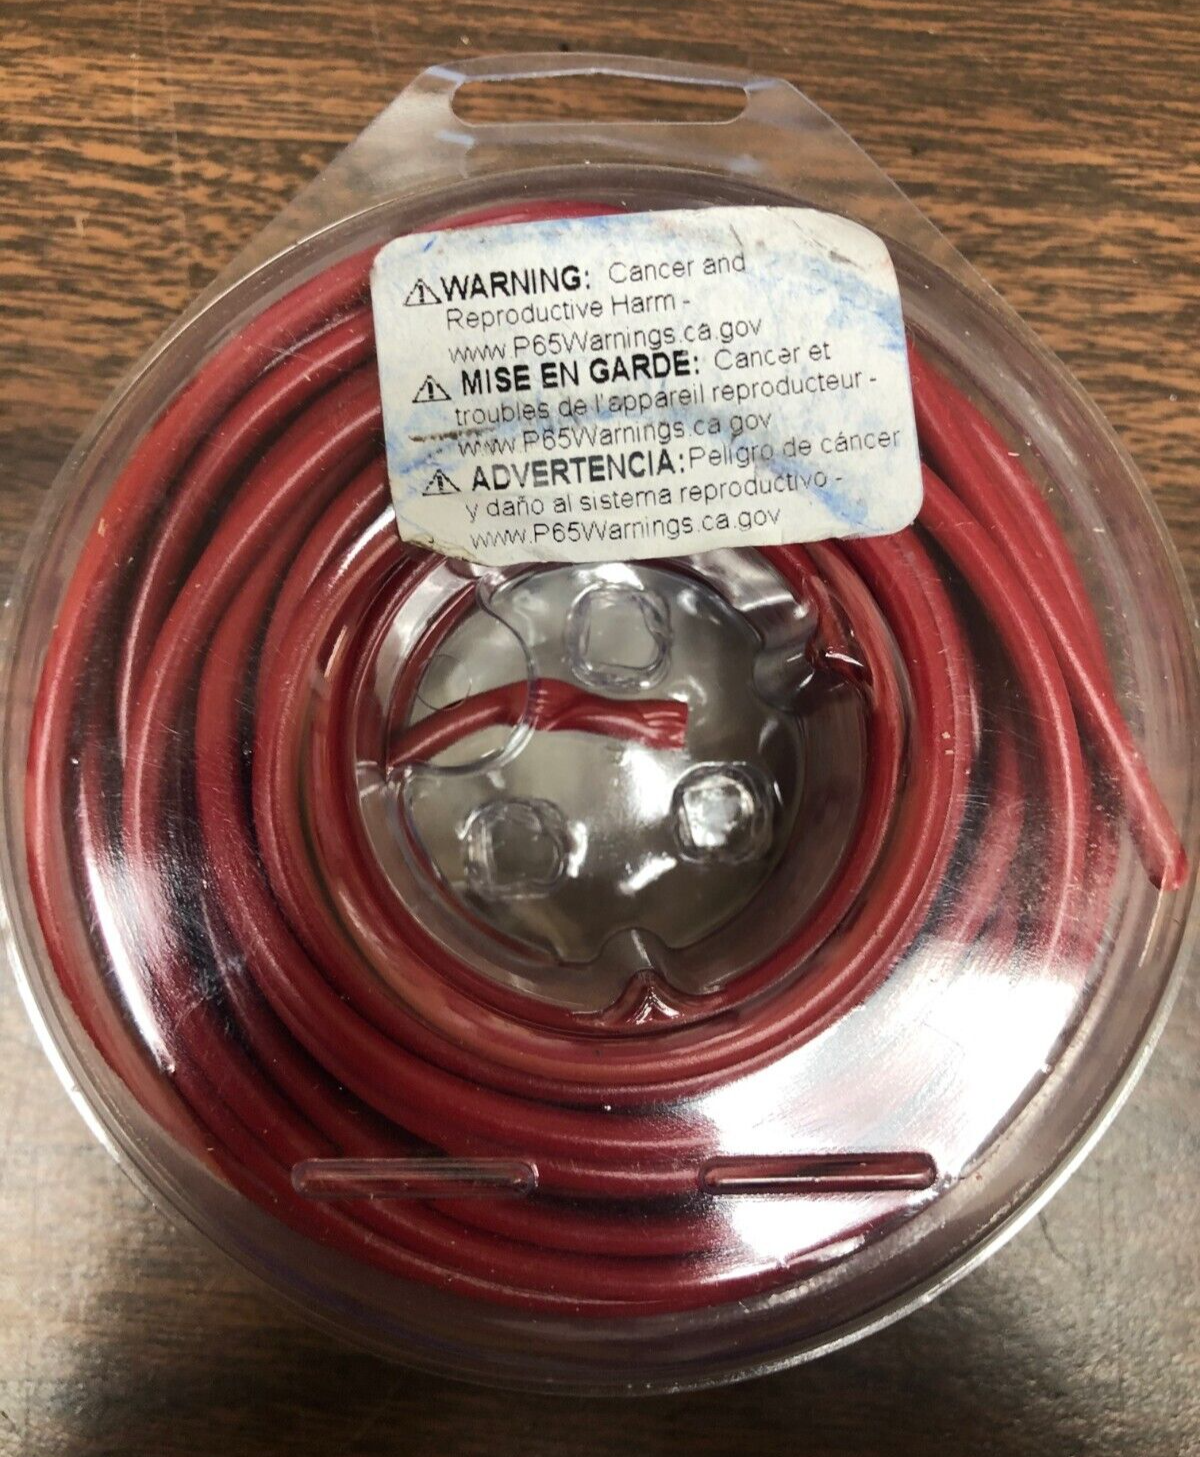 ⚠WARNING: Cancer and
Reproductive Harm -
www.P65Warnings.ca.gov
⚠ MISE EN GARDE: Cancer et
troubles de l'appareil reproducteur -
www.P65Warnings.ca.gov
⚠ ADVERTENCIA:Peligro de cáncer
y daño al sistema reproductivo -
www.P65Warnings.ca.gov